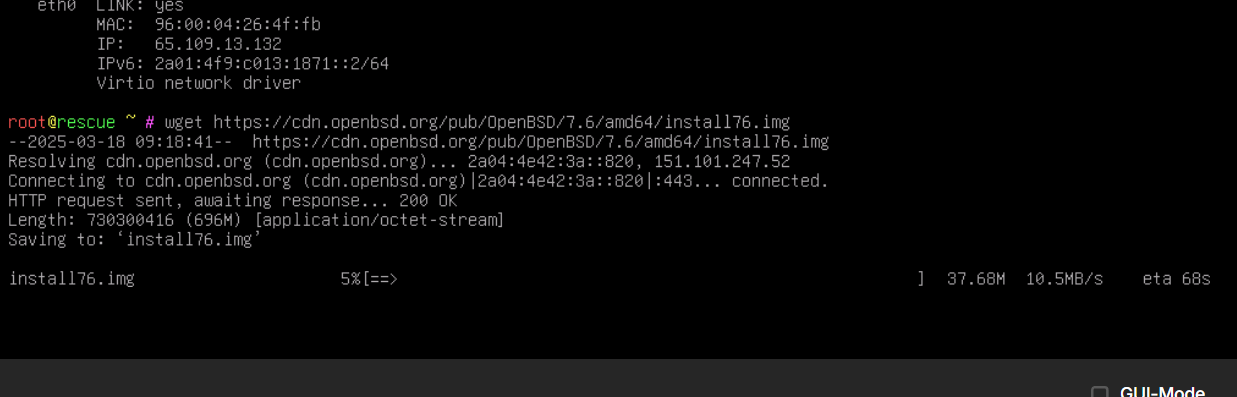 eth0 LINK: yes
MAC: 96:00:04:26:4f:fb
IP: 65.109.13.132
IPv6: 2a01:4f9:c013:1871::2/64
Virtio network driver
root@rescue ~ # wget https://cdn.openbsd.org/pub/OpenBSD/7.6/amd64/install76.img
--2025-03-18 09:18:41-- https://cdn.openbsd.org/pub/OpenBSD/7.6/amd64/install76.img
Resolving cdn.openbsd.org (cdn.openbsd.org)... 2a04:4e42:3a::820, 151.101.247.52
Connecting to cdn.openbsd.org (cdn.openbsd.org)|2a04:4e42:3a::820|:443... connected.
HTTP request sent, awaiting response... 200 OK
Length: 730300416 (696M) [application/octet-stream]
Saving to: ‘install76.img’
install76.img 5%[==> ] 37.68M 10.5MB/s eta 68s
GUI-Mode